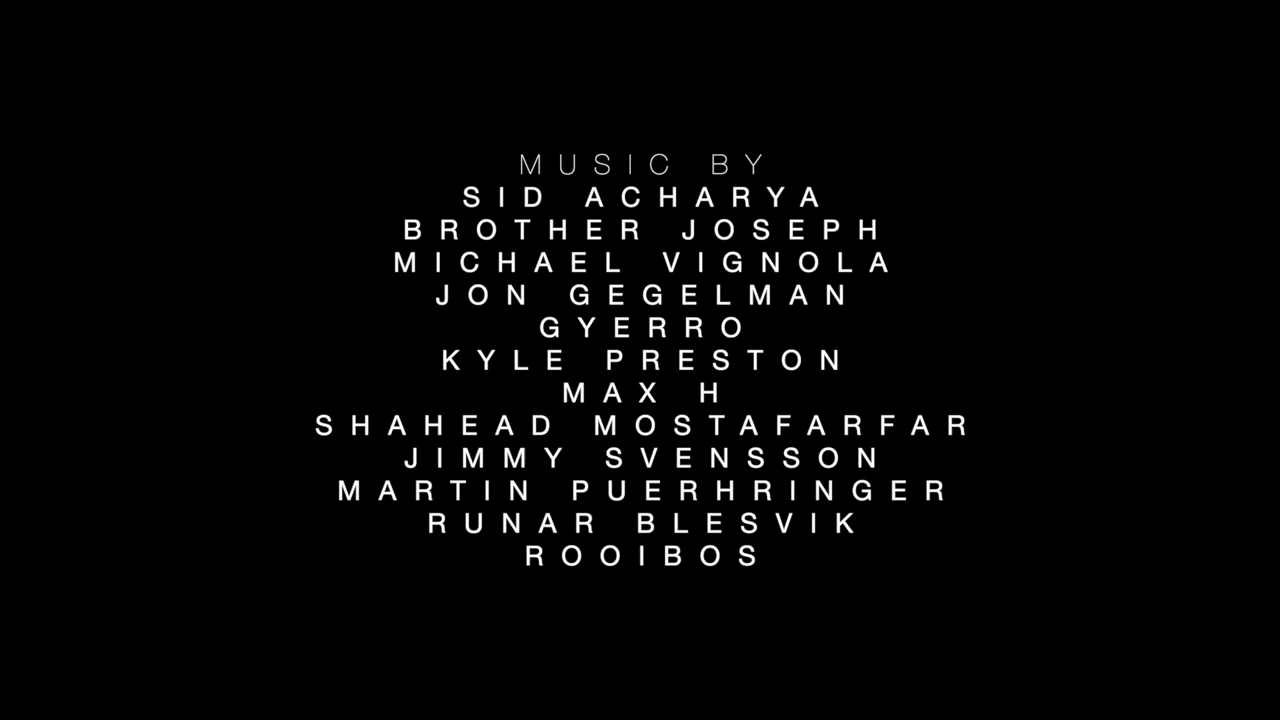 MUSIC BY
SID ACHARYA
BROTHER JOSEPH
MICHAEL VIGNOLA
JON GEGELMAN
GYERRO
KYLE PRESTON
MAX H
SHAHEAD MOSTAFARFAR
JIMMY SVENSSON
MARTIN PUERHRINGER
RUNAR BLESVIK
ROOIBOS